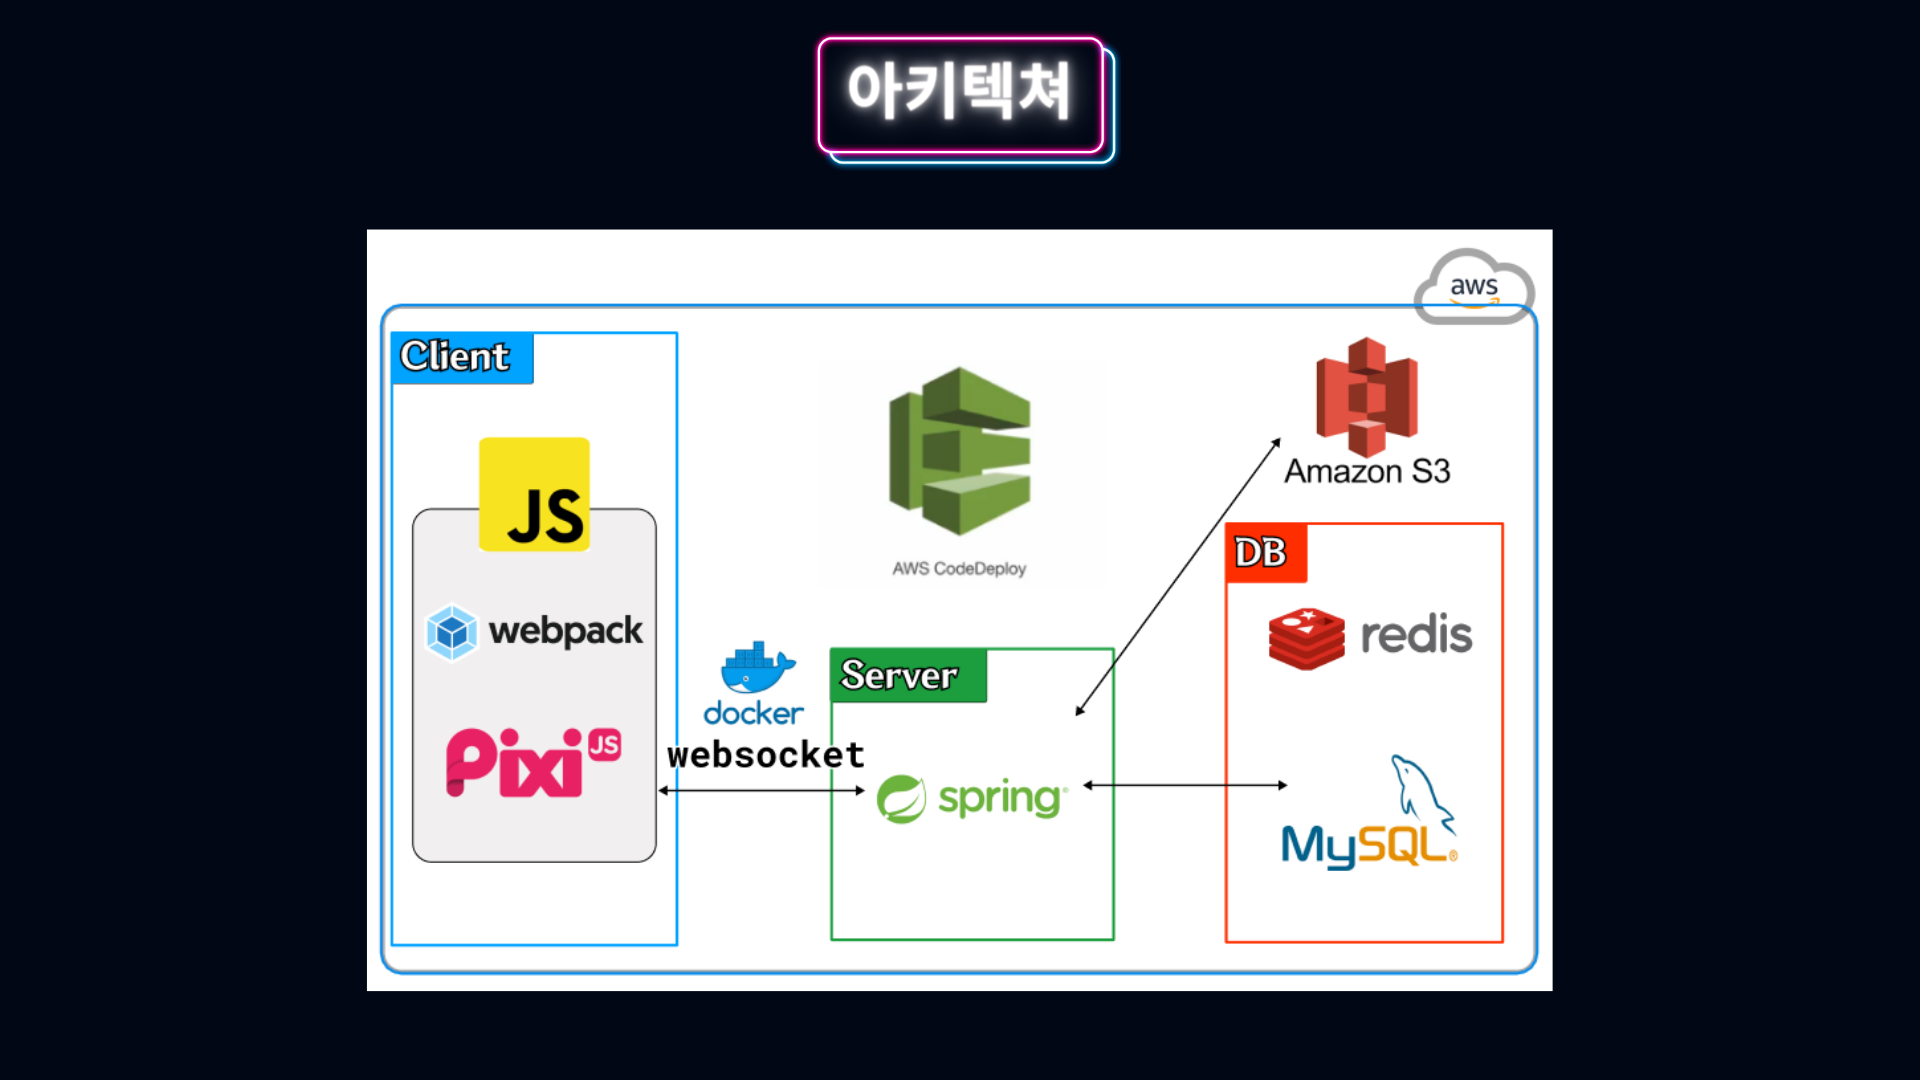 아키텍쳐
aws
Client
JS
webpack
Pixi JS
docker
websocket
AWS CodeDeploy
Server
spring®
Amazon S3
DB
redis
MySQL®